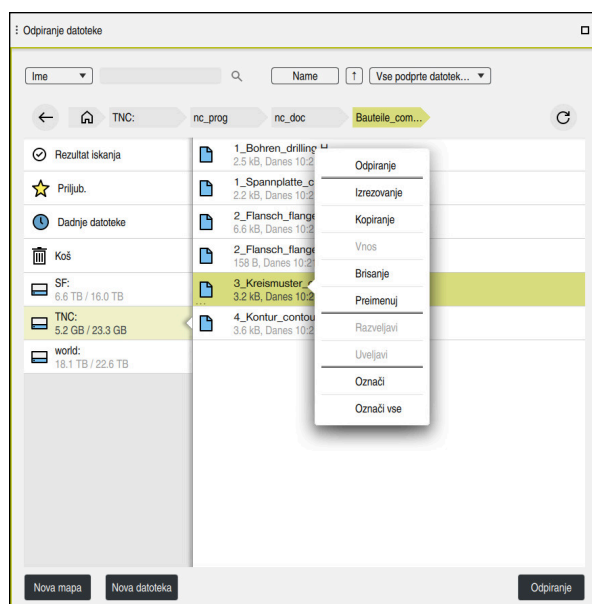 Odpiranje datoteke
Ime
Name
↑
Vse podprte datotek...
TNC:
nc_prog
nc_doc
Bauteile_com...
Rezultat iskanja
Priljub.
Dadnje datoteke
Koš
SF:
6.6 TB / 16.0 TB
TNC:
5.2 GB / 23.3 GB
world:
18.1 TB / 22.6 TB
1_Bohren_drilling.H
2.5 kB, Danes 10:2
1_Spannplatte_c
2.2 kB, Danes 10:2
2_Flansch_flange
6.6 kB, Danes 10:2
2_Flansch_flange
158 B, Danes 10:21
3_Kreismuster_
3.2 kB, Danes 10:2
4_Kontur_contou
3.6 kB, Danes 10:2
Odpiranje
Izrezovanje
Kopiranje
Vnos
Brisanje
Preimenuj
Razveljavi
Uveljavi
Označi
Označi vse
Nova mapa
Nova datoteka
Odpiranje